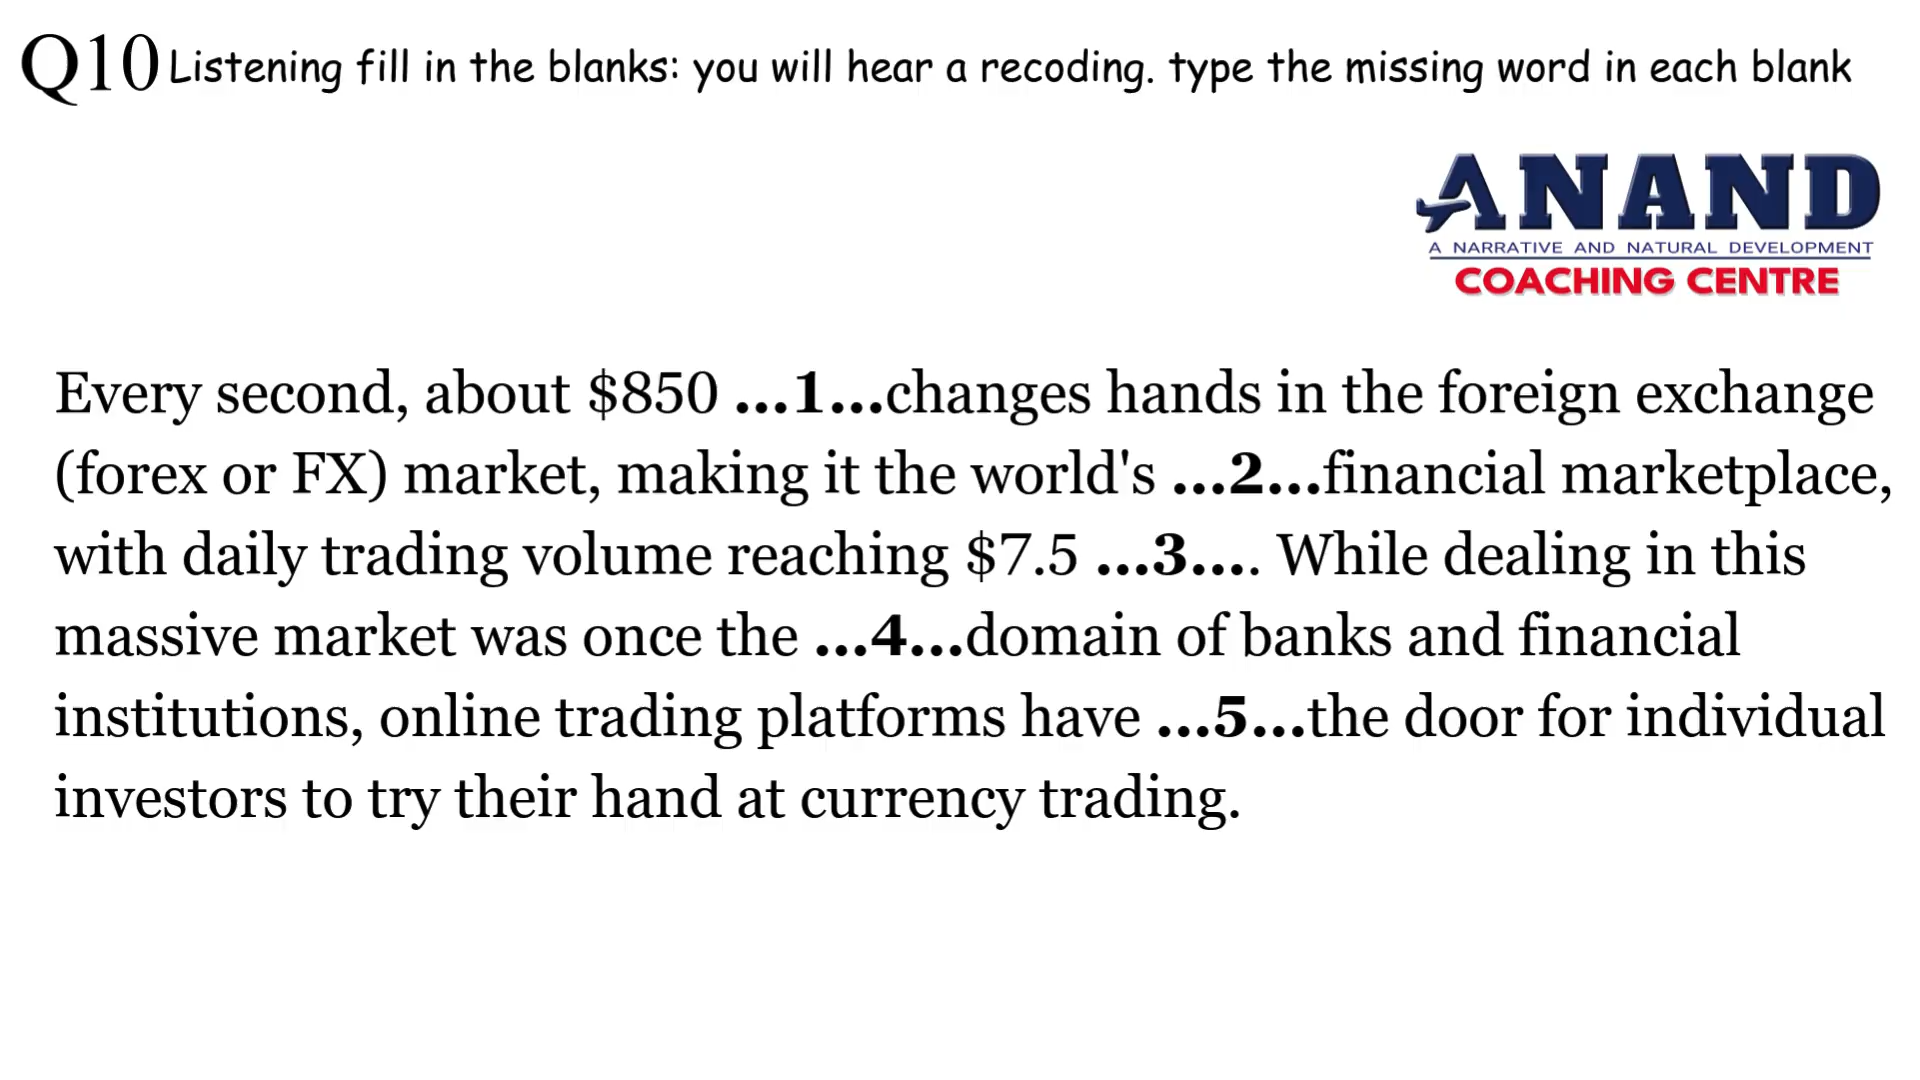 Q10 Listening fill in the blanks: you will hear a recoding. type the missing word in each blank
ANAND
A NARRATIVE AND NATURAL DEVELOPMENT
COACHING CENTRE
Every second, about $850 ...1...changes hands in the foreign exchange
(forex or FX) market, making it the world's ...2...financial marketplace,
with daily trading volume reaching $7.5 ...3.... While dealing in this
massive market was once the ...4...domain of banks and financial
institutions, online trading platforms have ...5...the door for individual
investors to try their hand at currency trading.